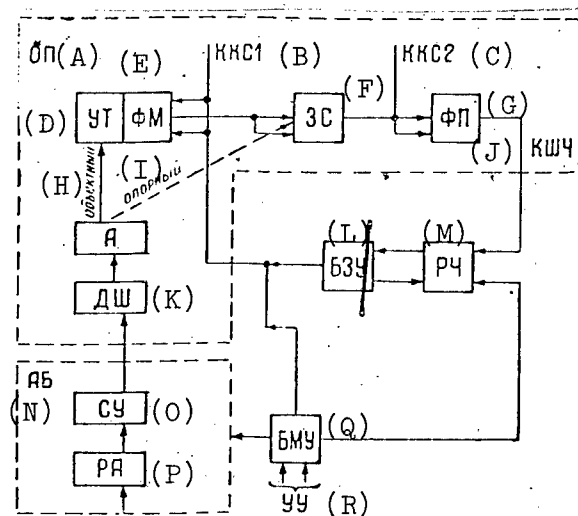 ОП(A) (E) ККС1 (B) ККС2 (C)
(D) УТ ФМ ЗС (F) ФП (G)
(H) Объектный (I) опорный (J) КШЧ
А (L) БЗУ (M) РЧ
ДШ (K)
АБ
(N) СУ (O) БМУ (Q)
РА (P)
УУ (R)